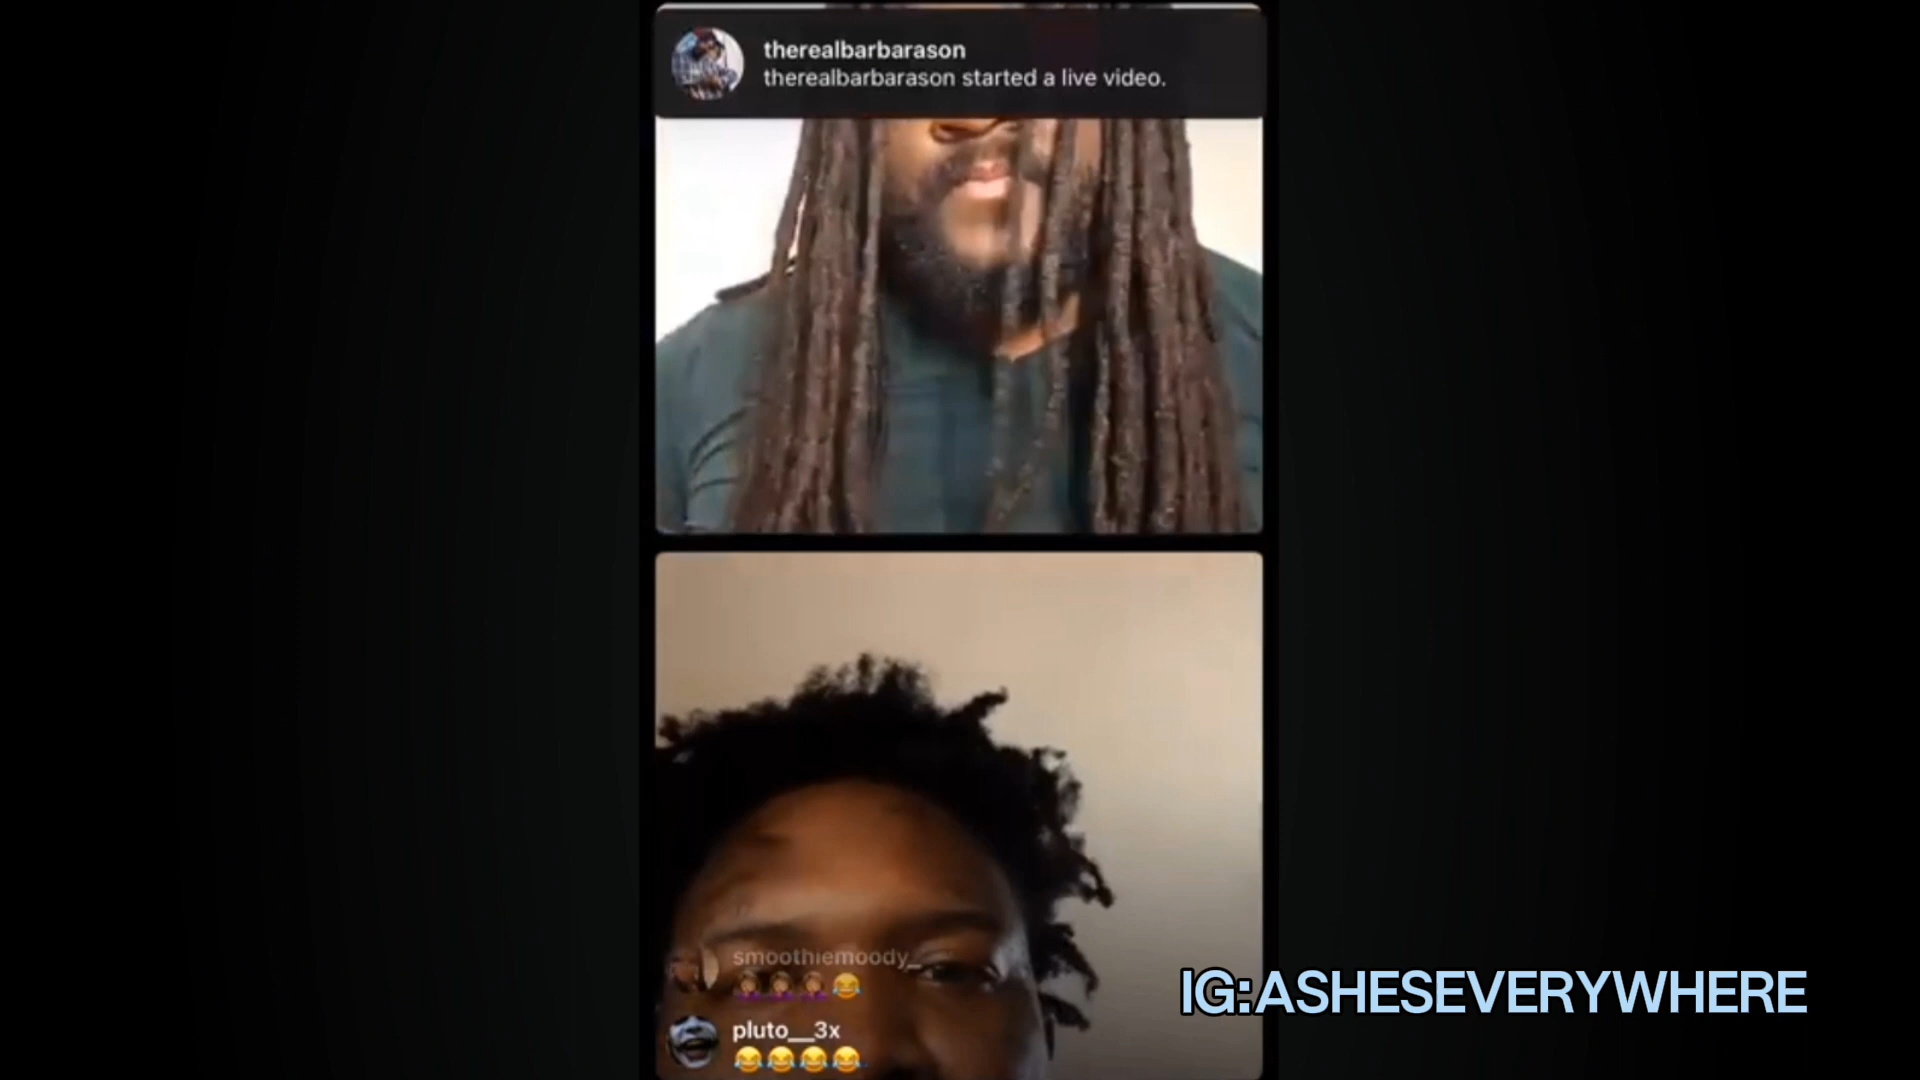 therealbarbarason
therealbarbarason started a live video.
smoothiemoody_
🤦🏽‍♀️🤦🏽‍♀️🤦🏽‍♀️😂
pluto__3x
😂😂😂😂
IG:ASHESEVERYWHERE